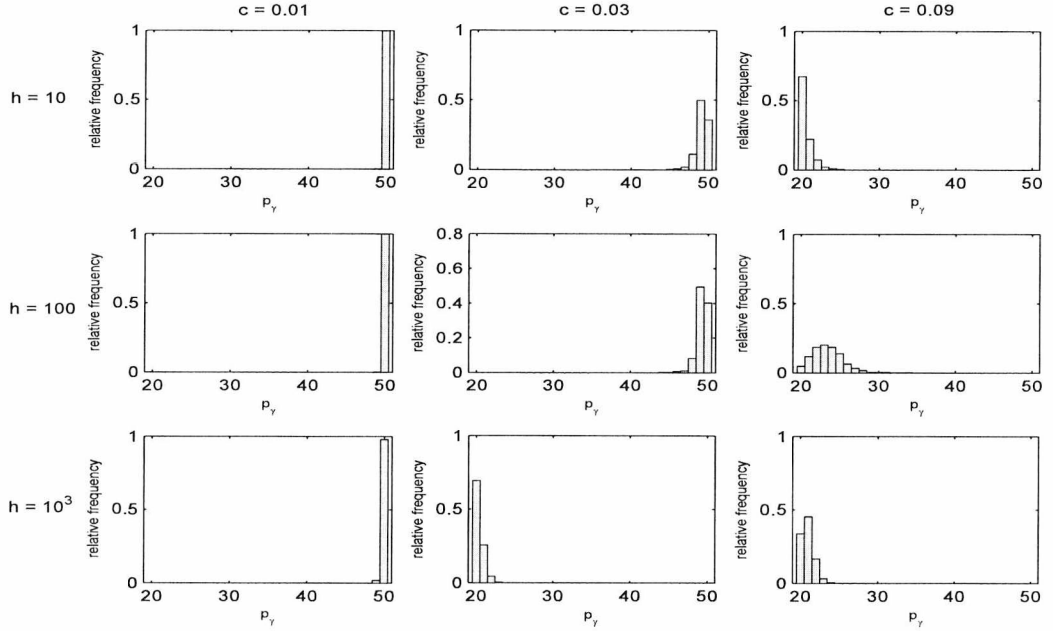 c = 0.01 c = 0.03 c = 0.09
h = 10
relative frequency
1
0.5
0
20 30 40 50
pγ
relative frequency
1
0.5
0
20 30 40 50
pγ
relative frequency
1
0.5
0
20 30 40 50
pγ
h = 100
relative frequency
1
0.5
0
20 30 40 50
pγ
relative frequency
0.8
0.6
0.4
0.2
0
20 30 40 50
pγ
relative frequency
1
0.5
0
20 30 40 50
pγ
h = 10³
relative frequency
1
0.5
0
20 30 40 50
pγ
relative frequency
1
0.5
0
20 30 40 50
pγ
relative frequency
1
0.5
0
20 30 40 50
pγ